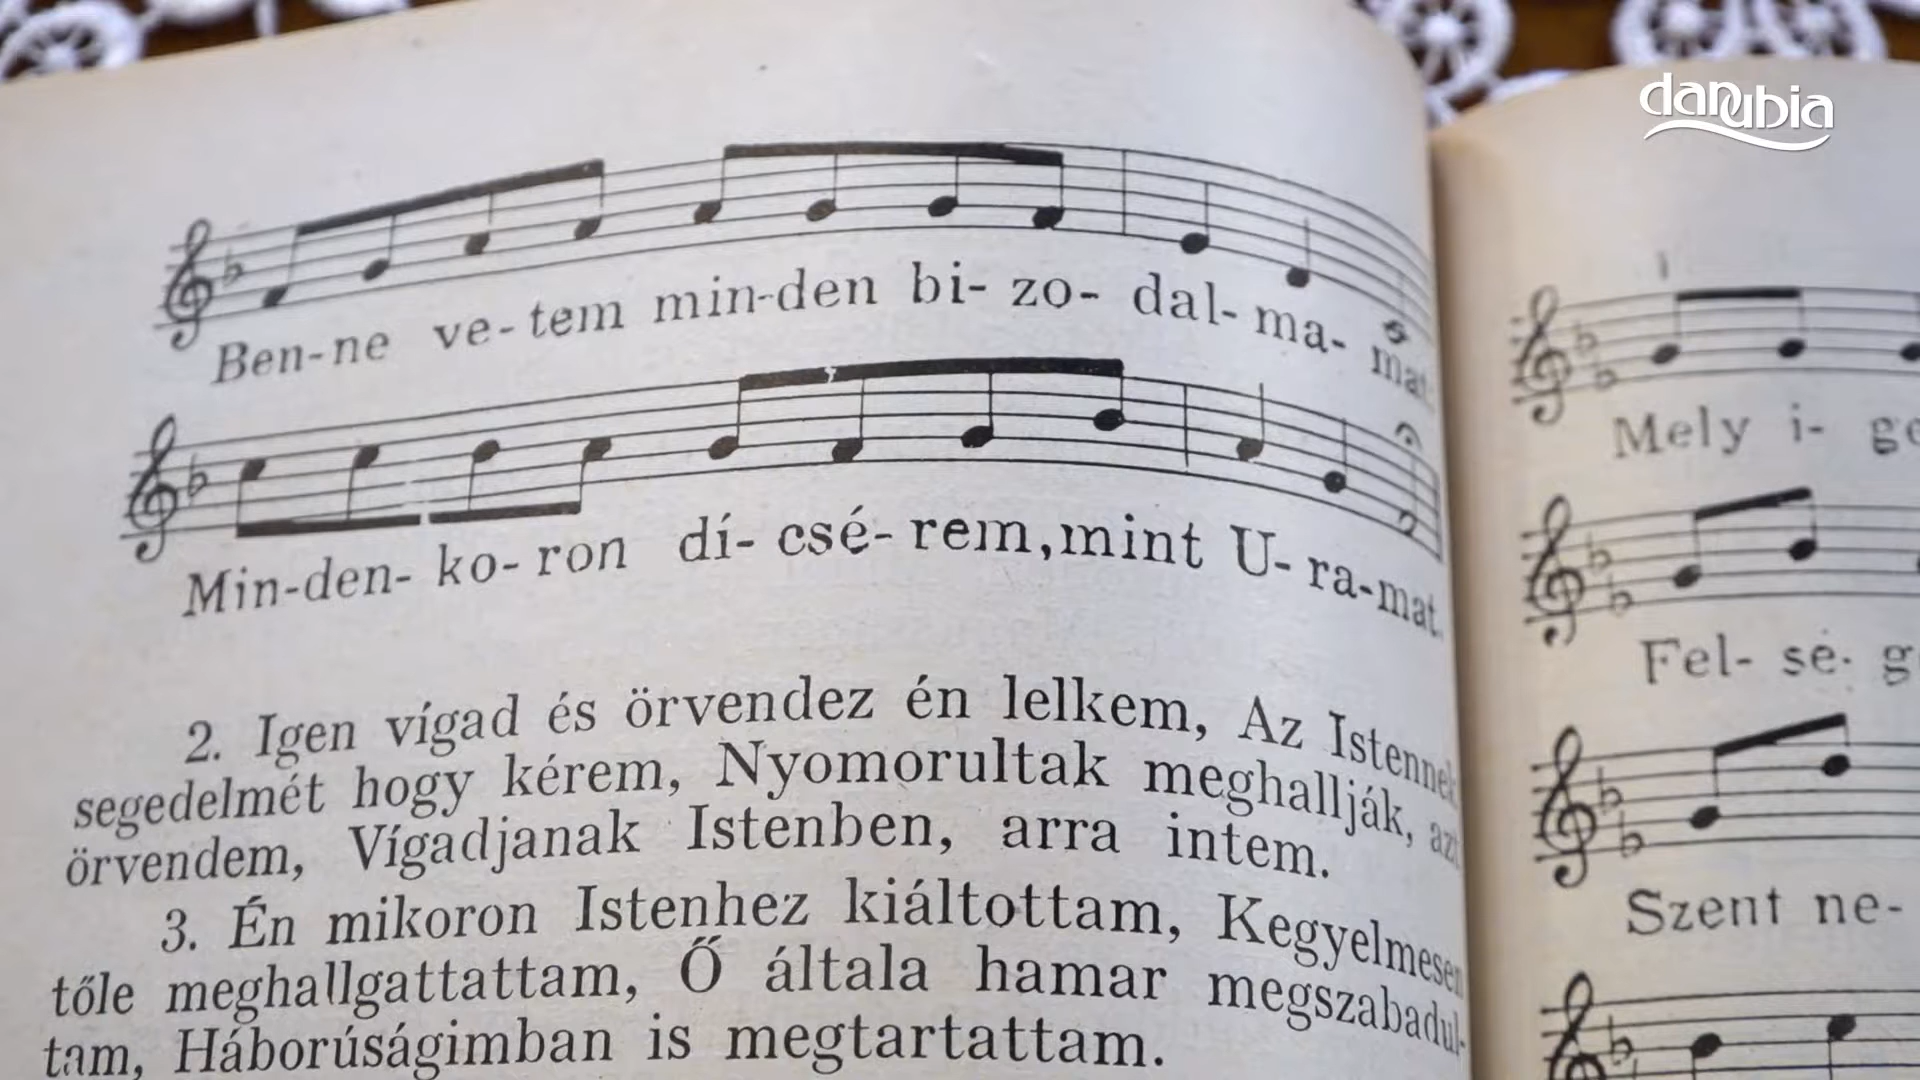 danubia
Ben-ne ve-tem min-den bi-zo-dal-ma-mat.
Min-den-ko-ron dí-csé-rem, mint U-ra-mat.
2. Igen vígad és örvendez én lelkem, Az Istennek
segedelmét hogy kérem, Nyomorultak meghallják, azt
örvendem, Vígadjanak Istenben, arra intem.
3. Én mikoron Istenhez kiáltottam, Kegyelmesen
tőle meghallgattattam, Ő általa hamar megszabadul-
tam, Háborúságimban is megtartattam.
Mely i-
Fel-sé-
Szent ne-